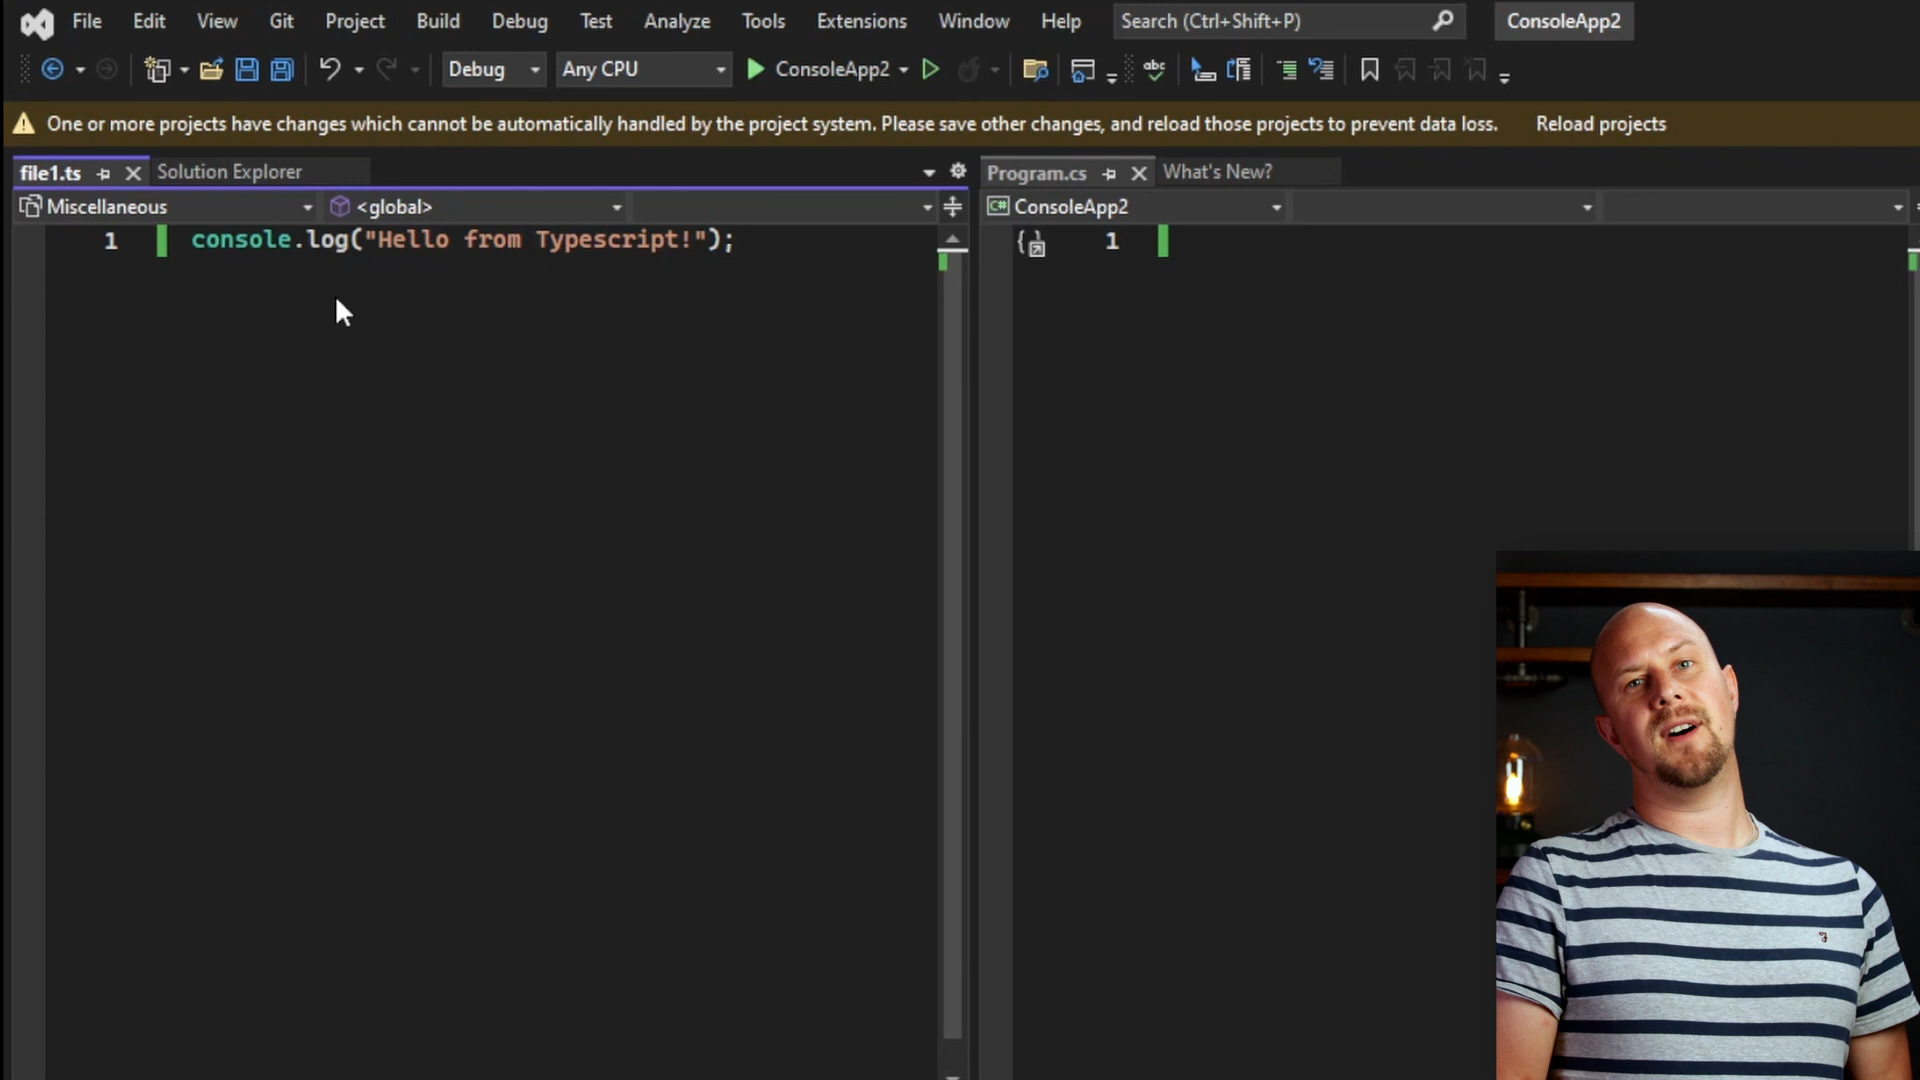 File Edit View Git Project Build Debug Test Analyze Tools Extensions Window Help Search (Ctrl+Shift+P) ConsoleApp2
Debug Any CPU ConsoleApp2 abc
One or more projects have changes which cannot be automatically handled by the project system. Please save other changes, and reload those projects to prevent data loss. Reload projects
file1.ts Solution Explorer
Miscellaneous <global>
1 console.log("Hello from Typescript!");
Program.cs What's New?
C# ConsoleApp2
1